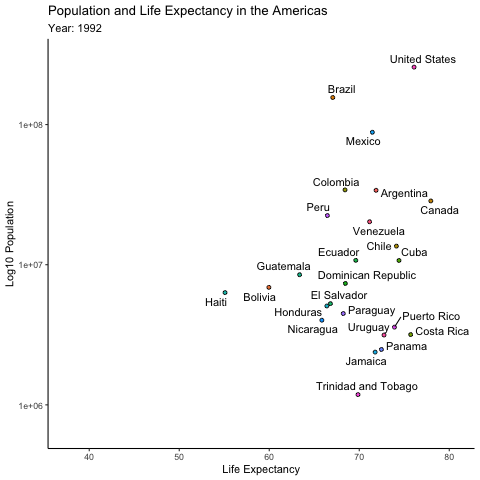 Population and Life Expectancy in the Americas
Year: 1992
United States
Brazil
1e+08
Mexico
Colombia
Argentina
Peru
Canada
Venezuela
Chile
Cuba
Ecuador
1e+07
Guatemala
Dominican Republic
Log10 Population
Bolivia
El Salvador
Haiti
Honduras
Paraguay
Puerto Rico
Nicaragua
Uruguay
Costa Rica
Panama
Jamaica
Trinidad and Tobago
1e+06
40
50
60
70
80
Life Expectancy